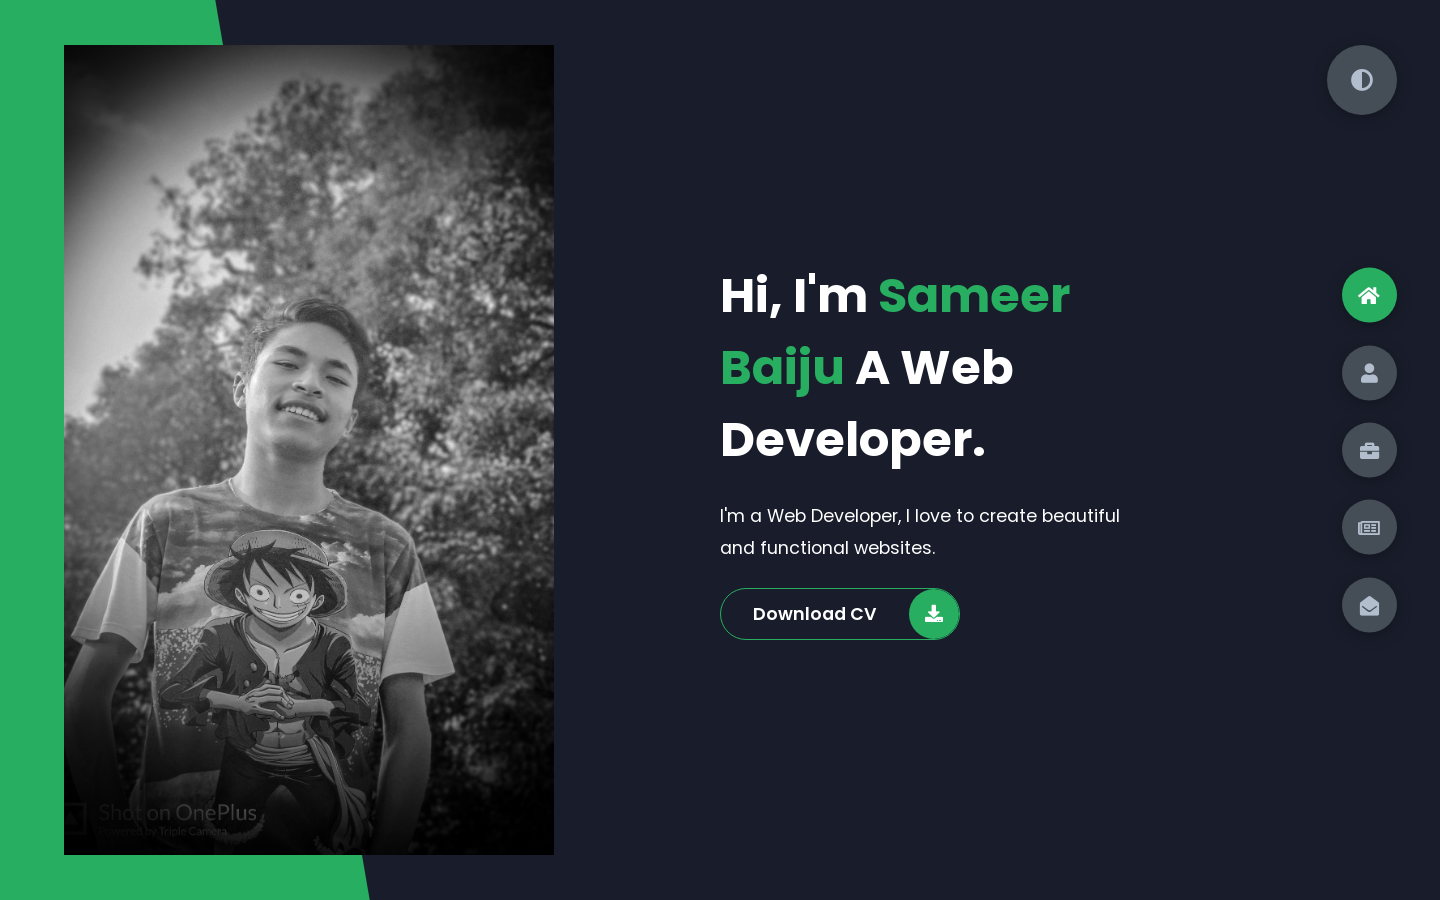 Hi, I'm Sameer
Baiju A Web
Developer.
I'm a Web Developer, I love to create beautiful
and functional websites.
Download CV
Shot on OnePlus
Powered by Triple Camera